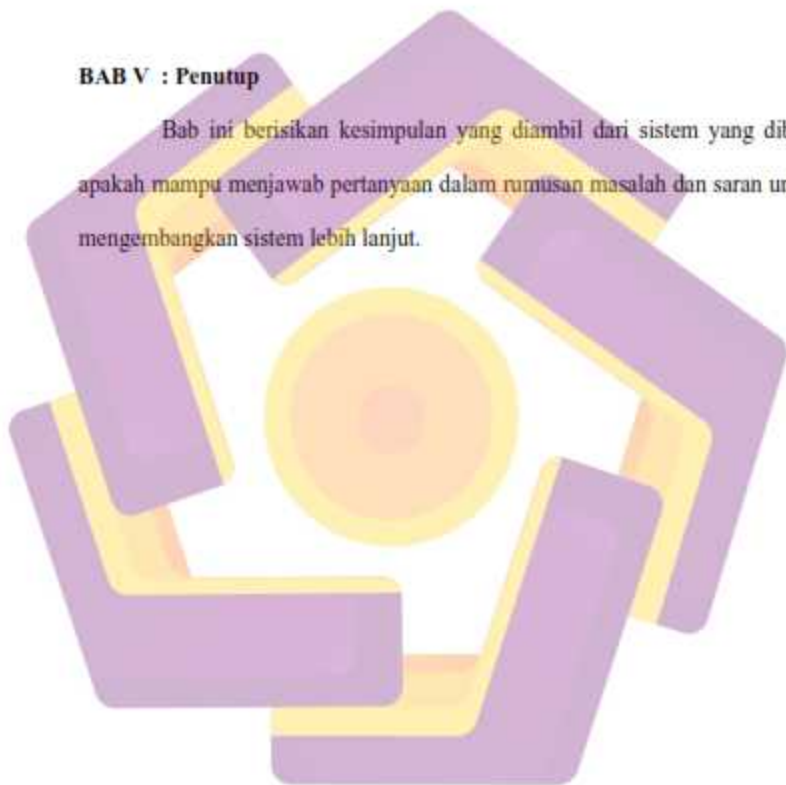 BAB V : Penutup
Bab ini berisikan kesimpulan yang diambil dari sistem yang
apakah mampu menjawab pertanyaan dalam rumusan masalah dan saran
mengembangkan sistem lebih lanjut.